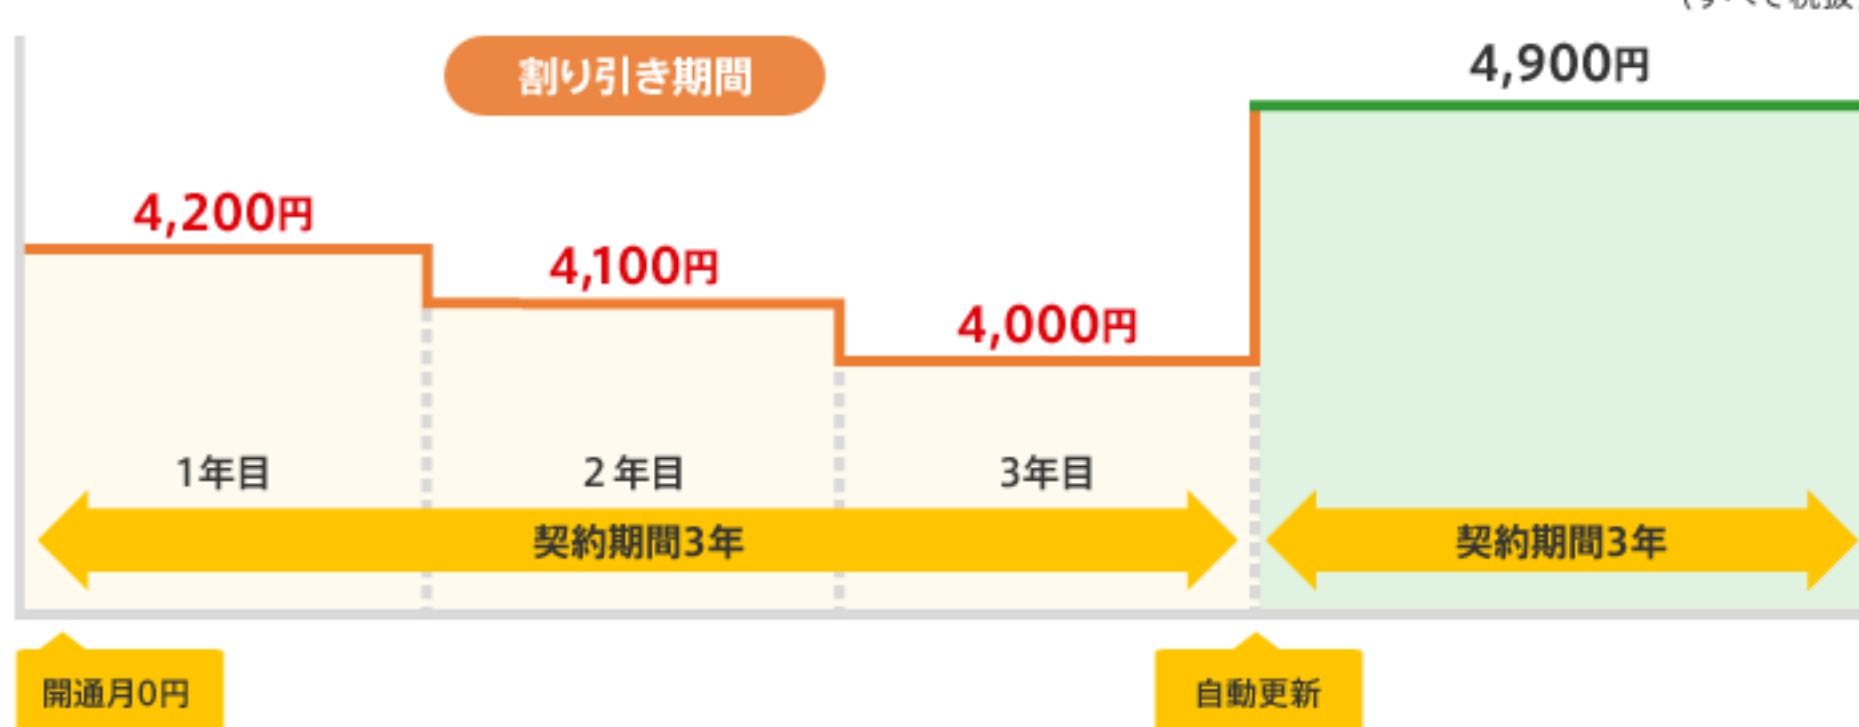 割り引き期間
4,900円
4,200円
4,100円
4,000円
1年目
2年目
3年目
契約期間3年
契約期間3年
開通月0円
自動更新